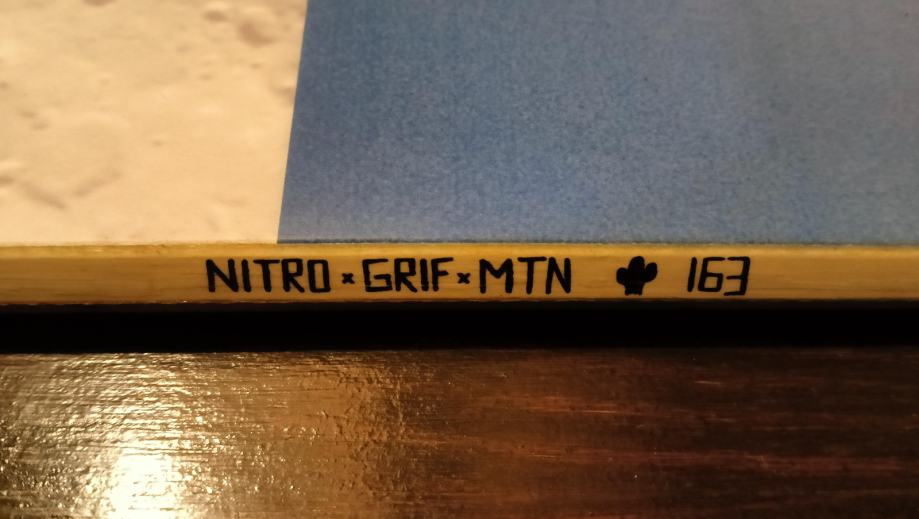 NITRO × GRIF × MTN 163